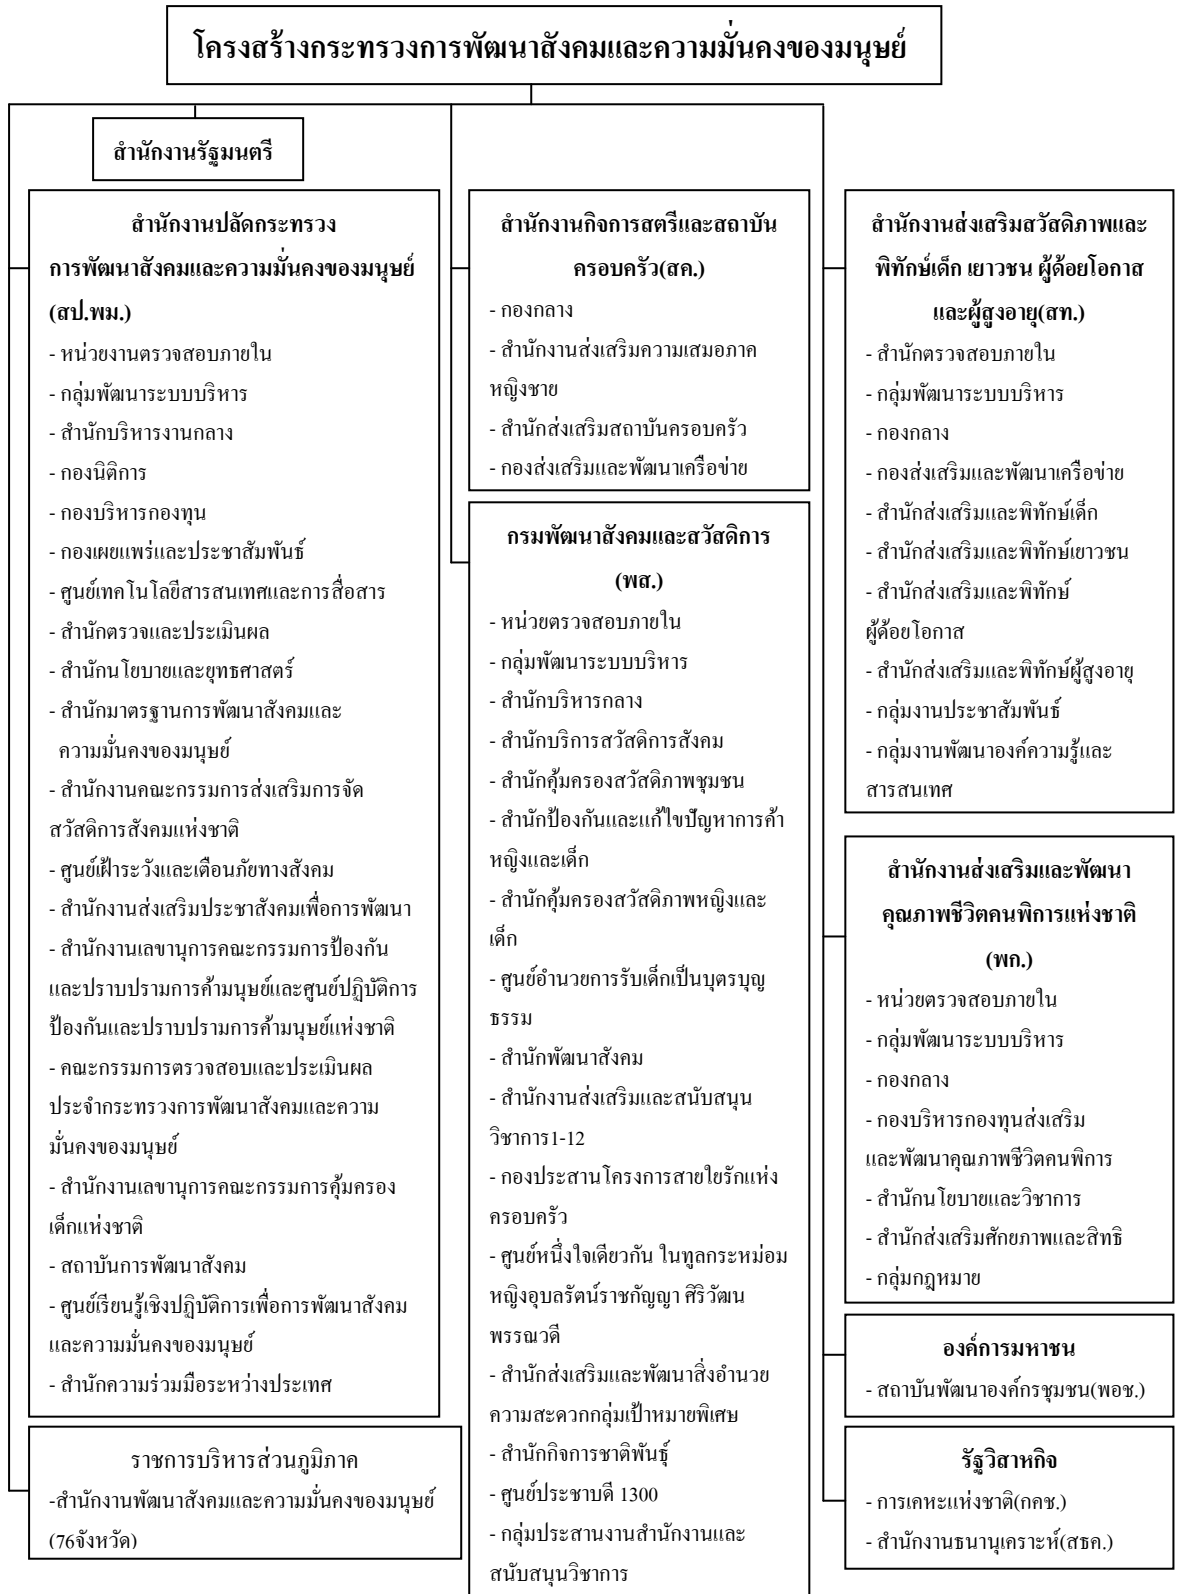 โครงสร้างกระทรวงการพัฒนาสังคมและความมั่นคงของมนุษย์
สำนักงานรัฐมนตรี
สำนักงานปลัดกระทรวง
การพัฒนาสังคมและความมั่นคงของมนุษย์
(สป.พม.)
- หน่วยงานตรวจสอบภายใน
- กลุ่มพัฒนาระบบบริหาร
- สำนักบริหารงานกลาง
- กองนิติการ
- กองบริหารกองทุน
- กองเผยแพร่และประชาสัมพันธ์
- ศูนย์เทคโนโลยีสารสนเทศและการสื่อสาร
- สำนักตรวจและประเมินผล
- สำนักนโยบายและยุทธศาสตร์
- สำนักมาตรฐานการพัฒนาสังคมและ
ความมั่นคงของมนุษย์
- สำนักงานคณะกรรมการส่งเสริมการจัด
สวัสดิการสังคมแห่งชาติ
- ศูนย์เฝ้าระวังและเตือนภัยทางสังคม
- สำนักงานส่งเสริมประชาสังคมเพื่อการพัฒนา
- สำนักงานเลขานุการคณะกรรมการป้องกัน
และปราบปรามการค้ามนุษย์และศูนย์ปฏิบัติการ
ป้องกันและปราบปรามการค้ามนุษย์แห่งชาติ
- คณะกรรมการตรวจสอบและประเมินผล
ประจำกระทรวงการพัฒนาสังคมและความ
มั่นคงของมนุษย์
- สำนักงานเลขานุการคณะกรรมการคุ้มครอง
เด็กแห่งชาติ
- สถาบันการพัฒนาสังคม
- ศูนย์เรียนรู้เชิงปฏิบัติการเพื่อการพัฒนาสังคม
และความมั่นคงของมนุษย์
- สำนักความร่วมมือระหว่างประเทศ
ราชการบริหารส่วนภูมิภาค
-สำนักงานพัฒนาสังคมและความมั่นคงของมนุษย์
(76จังหวัด)
สำนักงานกิจการสตรีและสถาบัน
ครอบครัว(สค.)
- กองกลาง
- สำนักงานส่งเสริมความเสมอภาค
หญิงชาย
- สำนักส่งเสริมสถาบันครอบครัว
- กองส่งเสริมและพัฒนาเครือข่าย
กรมพัฒนาสังคมและสวัสดิการ
(พส.)
- หน่วยตรวจสอบภายใน
- กลุ่มพัฒนาระบบบริหาร
- สำนักบริหารกลาง
- สำนักบริการสวัสดิการสังคม
- สำนักคุ้มครองสวัสดิภาพชุมชน
- สำนักป้องกันและแก้ไขปัญหาการค้า
หญิงและเด็ก
- สำนักคุ้มครองสวัสดิภาพหญิงและ
เด็ก
- ศูนย์อำนวยการรับเด็กเป็นบุตรบุญ
ธรรม
- สำนักพัฒนาสังคม
- สำนักงานส่งเสริมและสนับสนุน
วิชาการ1-12
- กองประสานโครงการสายใยรักแห่ง
ครอบครัว
- ศูนย์หนึ่งใจเดียวกัน ในทูลกระหม่อม
หญิงอุบลรัตน์ราชกัญญา ศิริวัฒน
พรรณวดี
- สำนักส่งเสริมและพัฒนาสิ่งอำนวย
ความสะดวกกลุ่มเป้าหมายพิเศษ
- สำนักกิจการชาติพันธุ์
- ศูนย์ประชาบดี 1300
- กลุ่มประสานงานสำนักงานและ
สนับสนุนวิชาการ
สำนักงานส่งเสริมสวัสดิภาพและ
พิทักษ์เด็ก เยาวชน ผู้ด้อยโอกาส
และผู้สูงอายุ(สท.)
- สำนักตรวจสอบภายใน
- กลุ่มพัฒนาระบบบริหาร
- กองกลาง
- กองส่งเสริมและพัฒนาเครือข่าย
- สำนักส่งเสริมและพิทักษ์เด็ก
- สำนักส่งเสริมและพิทักษ์เยาวชน
- สำนักส่งเสริมและพิทักษ์
ผู้ด้อยโอกาส
- สำนักส่งเสริมและพิทักษ์ผู้สูงอายุ
- กลุ่มงานประชาสัมพันธ์
- กลุ่มงานพัฒนาองค์ความรู้และ
สารสนเทศ
สำนักงานส่งเสริมและพัฒนา
คุณภาพชีวิตคนพิการแห่งชาติ
(พก.)
- หน่วยตรวจสอบภายใน
- กลุ่มพัฒนาระบบบริหาร
- กองกลาง
- กองบริหารกองทุนส่งเสริม
และพัฒนาคุณภาพชีวิตคนพิการ
- สำนักนโยบายและวิชาการ
- สำนักส่งเสริมศักยภาพและสิทธิ
- กลุ่มกฎหมาย
องค์การมหาชน
- สถาบันพัฒนาองค์กรชุมชน(พอช.)
รัฐวิสาหกิจ
- การเคหะแห่งชาติ(กคช.)
- สำนักงานธนานุเคราะห์(สธค.)